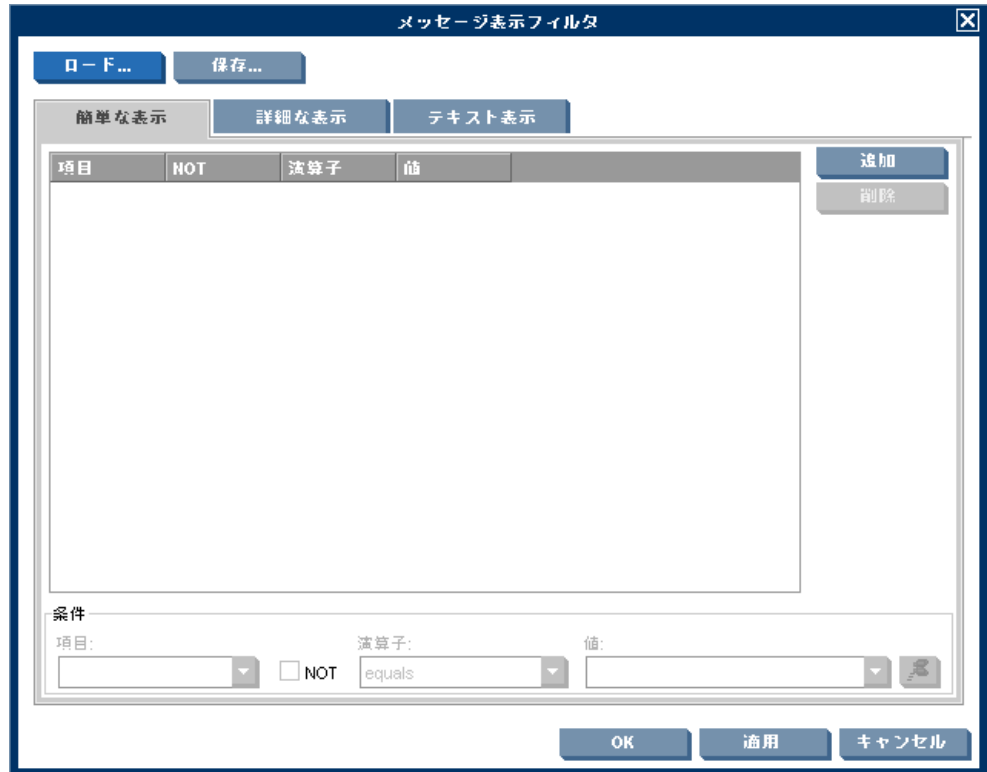 メッセージ表示フィルタ
ロード... 保存...
簡単な表示 詳細な表示 テキスト表示
項目 NOT 演算子 値
追加
削除
条件
項目: 演算子: 値:
NOT equals
OK 適用 キャンセル